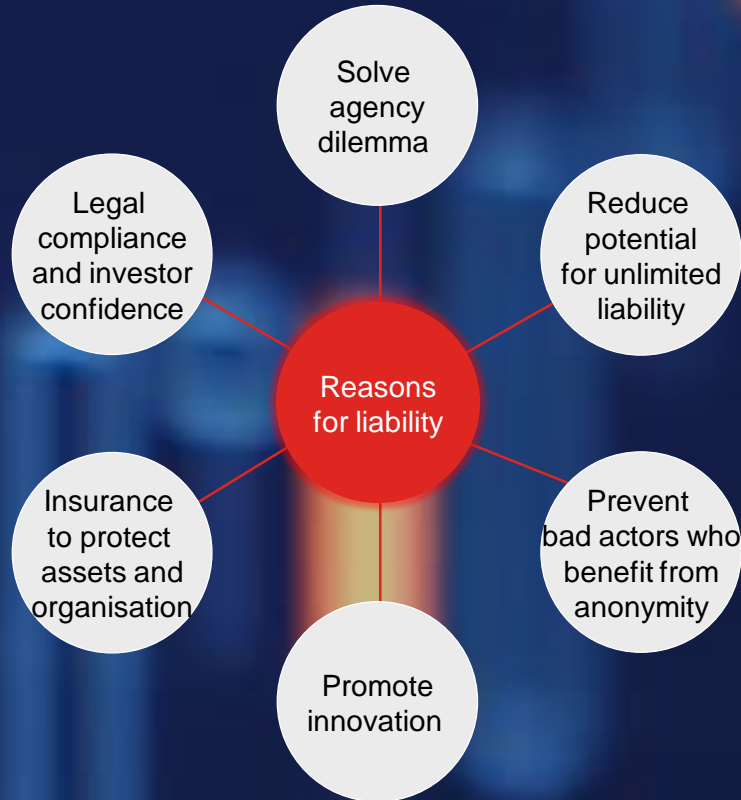 Solve
agency
dilemma
Reduce
potential
for unlimited
liability
Prevent
bad actors who
benefit from
anonymity
Promote
innovation
Insurance
to protect
assets and
organisation
Legal
compliance
and investor
confidence
Reasons
for liability